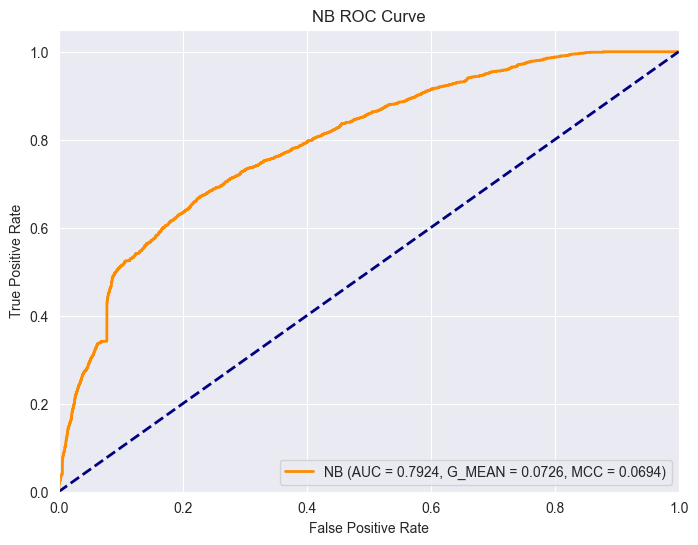 NB ROC Curve
True Positive Rate
1.0
0.8
0.6
0.4
0.2
0.0
0.0 0.2 0.4 0.6 0.8 1.0
False Positive Rate
NB (AUC = 0.7924, G_MEAN = 0.0726, MCC = 0.0694)